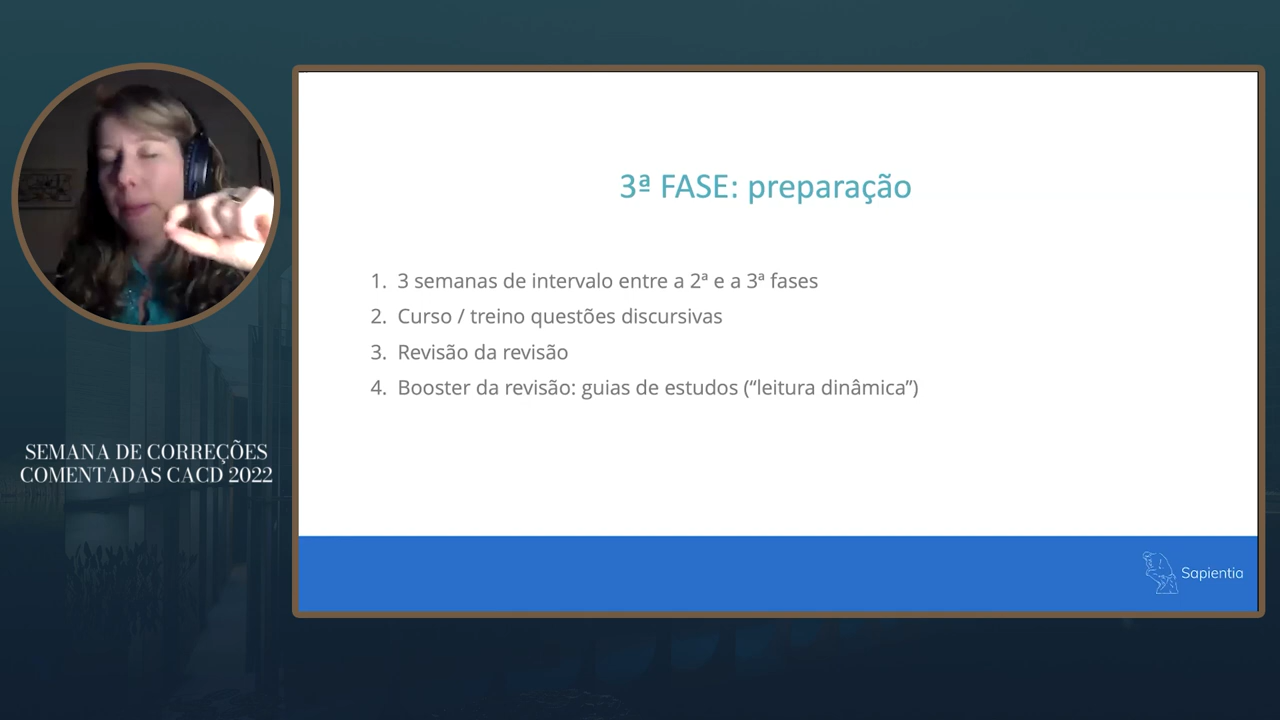 3ª FASE: preparação
1. 3 semanas de intervalo entre a 2ª e a 3ª fases
2. Curso / treino questões discursivas
3. Revisão da revisão
4. Booster da revisão: guias de estudos (“leitura dinâmica”)
SEMANA DE CORREÇÕES
COMENTADAS CACD 2022
Sapientia